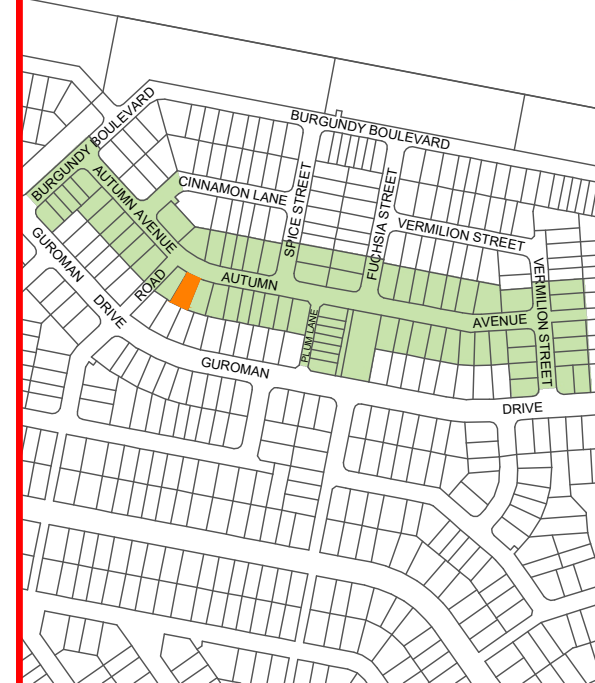 BURGUNDY BOULEVARD
BURGUNDY BOULEVARD
CINNAMON LANE
AUTUMN AVENUE
SPICE STREET
FUCHSIA STREET
VERMILION STREET
GUROMAN
DRIVE
ROAD
AUTUMN
AVENUE
VERMILION STREET
PLUM LANE
GUROMAN
DRIVE